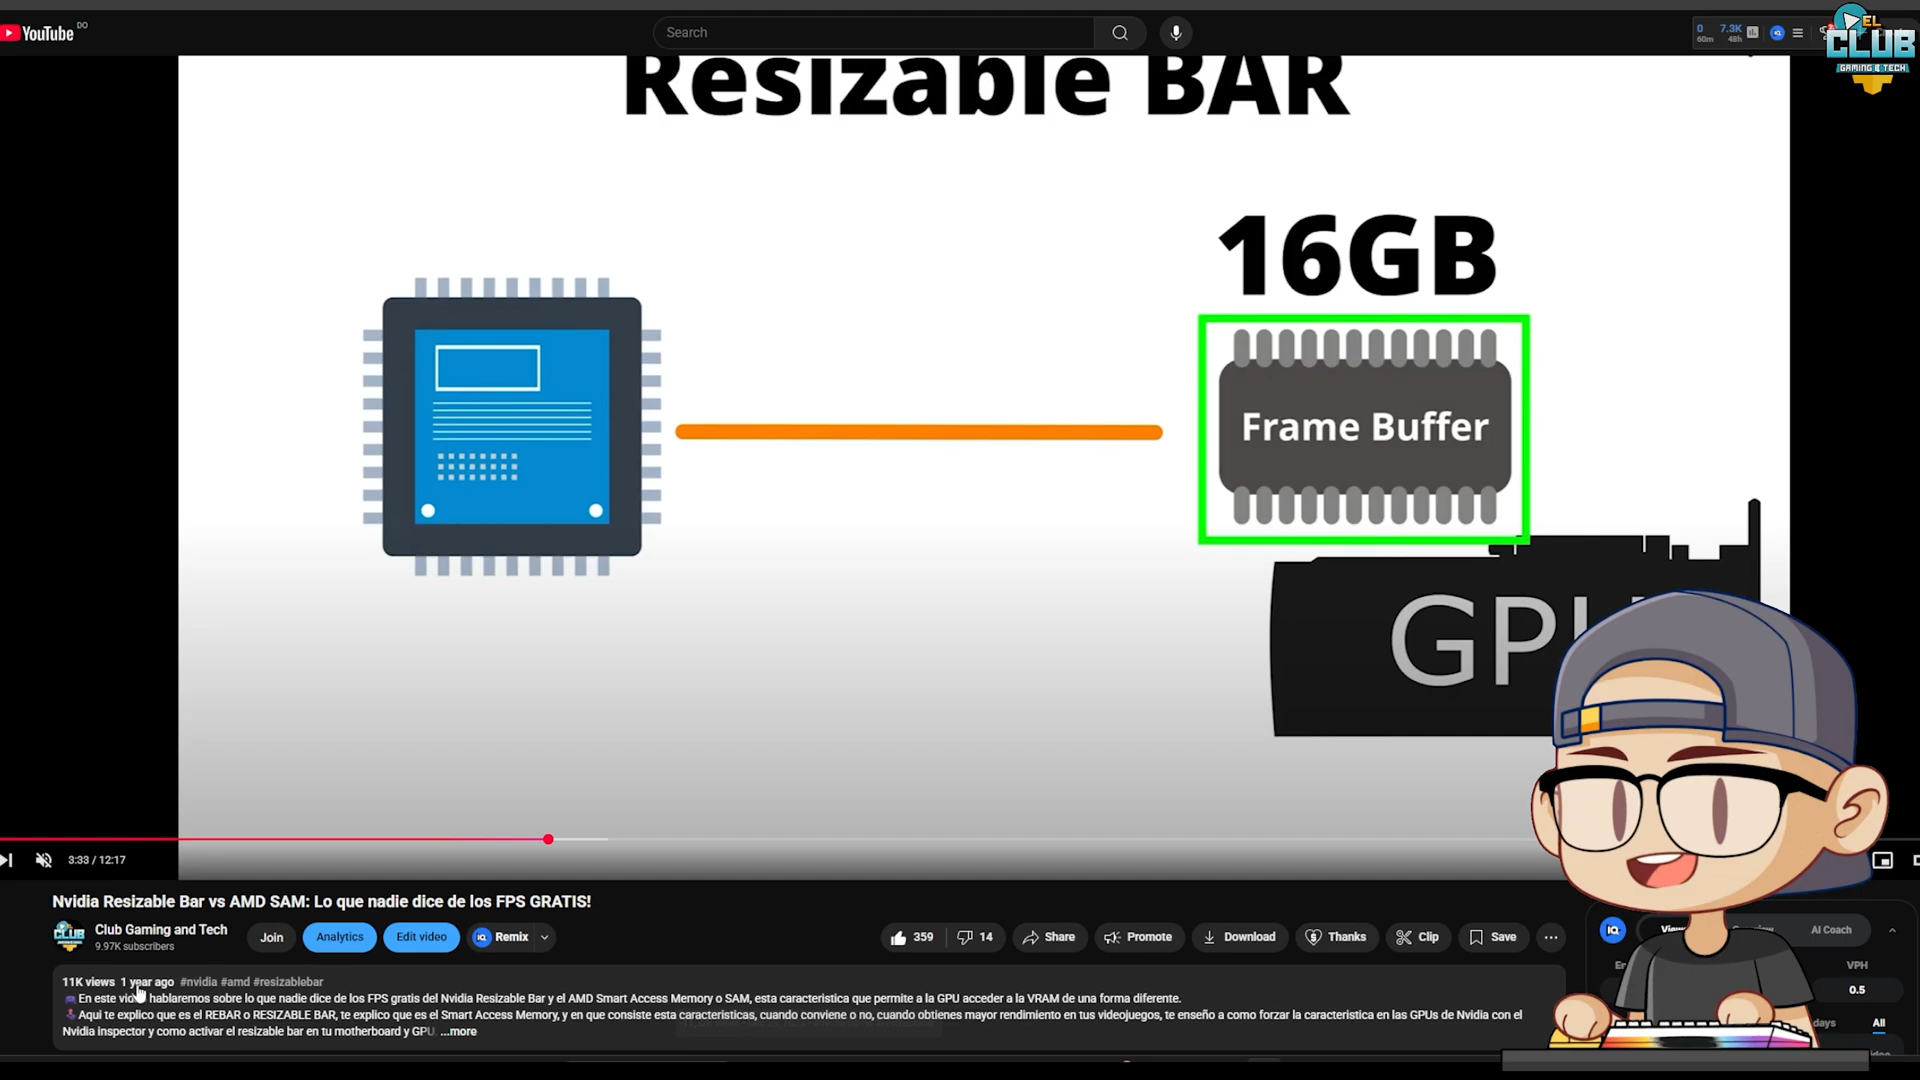 YouTube DO
Search
0 7.3K
60m 48h
EL
CLUB
GAMING & TECH
Resizable BAR
16GB
Frame Buffer
GPU
3:33 / 12:17
Nvidia Resizable Bar vs AMD SAM: Lo que nadie dice de los FPS GRATIS!
Club Gaming and Tech
9.97K subscribers
Join
Analytics
Edit video
Remix
359
14
Share
Promote
Download
Thanks
Clip
Save
AI Coach
11K views 1 year ago #nvidia #amd #resizablebar
En este video hablaremos sobre lo que nadie dice de los FPS gratis del Nvidia Resizable Bar y el AMD Smart Access Memory o SAM, esta caracteristica que permite a la GPU acceder a la VRAM de una forma diferente.
Aqui te explico que es el REBAR o RESIZABLE BAR, te explico que es el Smart Access Memory, y en que consiste esta caracteristicas, cuando conviene o no, cuando obtienes mayor rendimiento en tus videojuegos, te enseño a como forzar la caracteristica en las GPUs de Nvidia con el
Nvidia inspector y como activar el resizable bar en tu motherboard y GPU. ...more
VPH
0.5
days
All